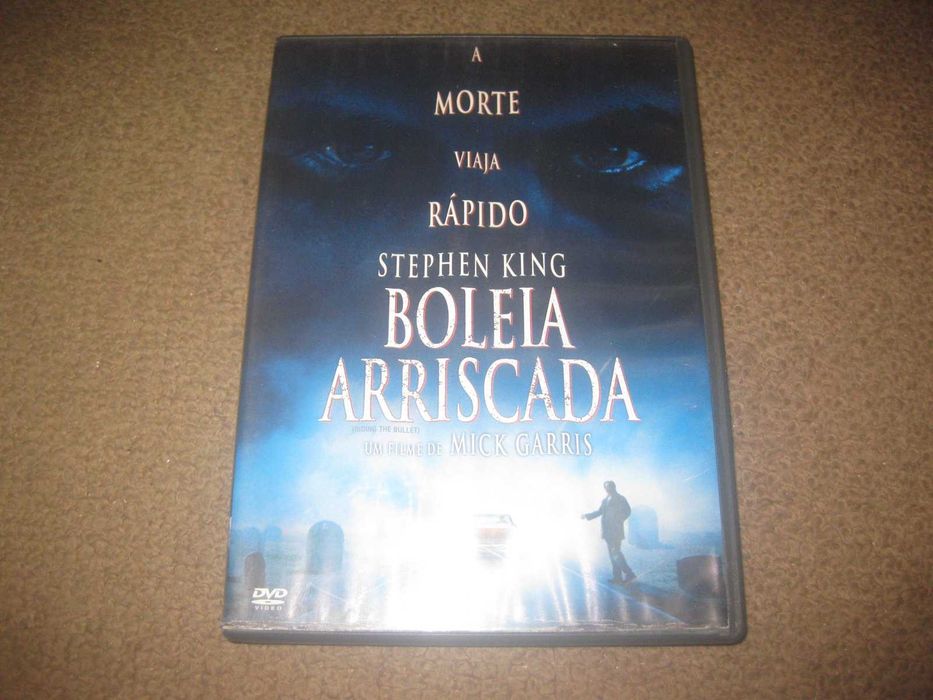 A
MORTE
VIAJA
RÁPIDO
STEPHEN KING
BOLEIA
ARRISCADA
(RIDING THE BULLET)
UM FILME DE MICK GARRIS
DVD
VIDEO